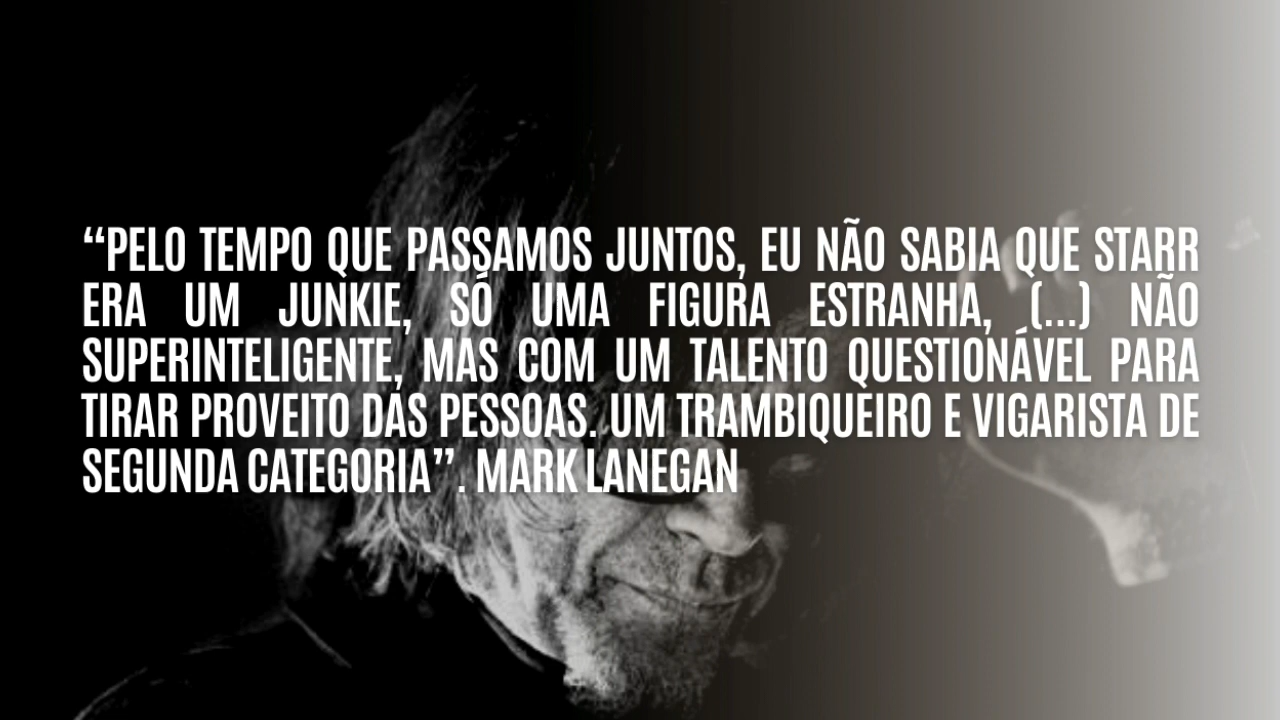 “PELO TEMPO QUE PASSAMOS JUNTOS, EU NÃO SABIA QUE STARR
ERA UM JUNKIE, SÓ UMA FIGURA ESTRANHA, (...) NÃO
SUPERINTELIGENTE, MAS COM UM TALENTO QUESTIONÁVEL PARA
TIRAR PROVEITO DAS PESSOAS. UM TRAMBIQUEIRO E VIGARISTA DE
SEGUNDA CATEGORIA”. MARK LANEGAN